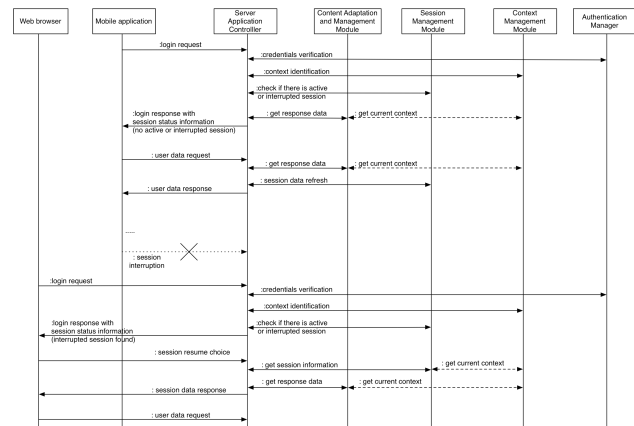 Web browser
Mobile application
Server
Application
Controller
Content Adaptation
and Management
Module
Session
Management
Module
Context
Management
Module
Authentication
Manager
:login request
:credentials verification
:context identification
:check if there is active
or interrupted session
:login response with
session status information
(no active or interrupted session)
: get response data
: get current context
: user data request
: get response data
: get current context
: session data refresh
: user data response
.....
: session
interruption
:login request
:credentials verification
:context identification
:login response with
session status information
(interrupted session found)
:check if there is active
or interrupted session
: session resume choice
: get session information
: get current context
: get response data
: get current context
: session data response
: user data request